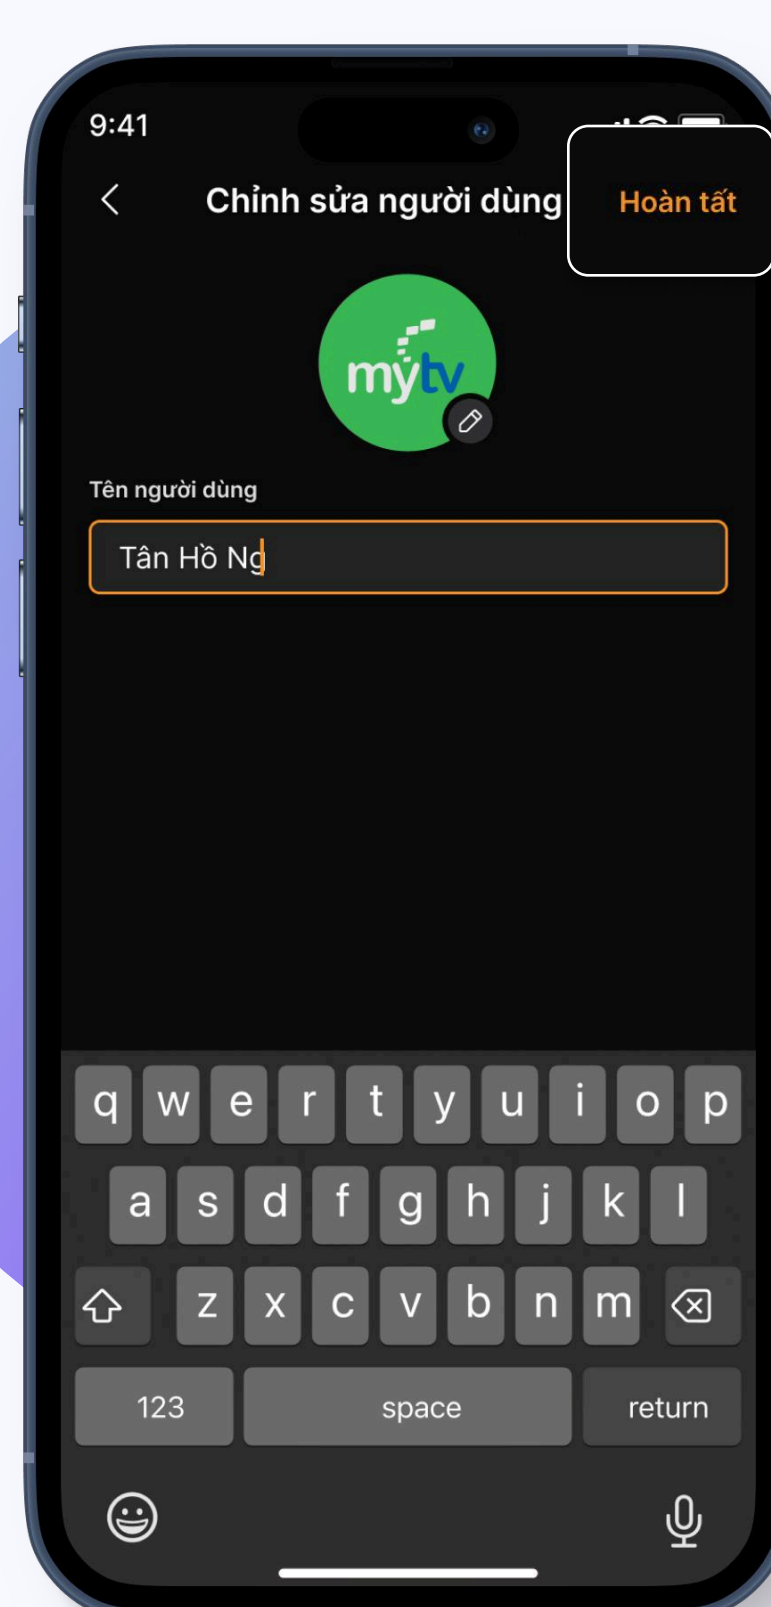 9:41
Chỉnh sửa người dùng
Hoàn tất
mytv
Tên người dùng
Tân Hồ Ng
q w e r t y u i o p
a s d f g h j k l
z x c v b n m
123 space return